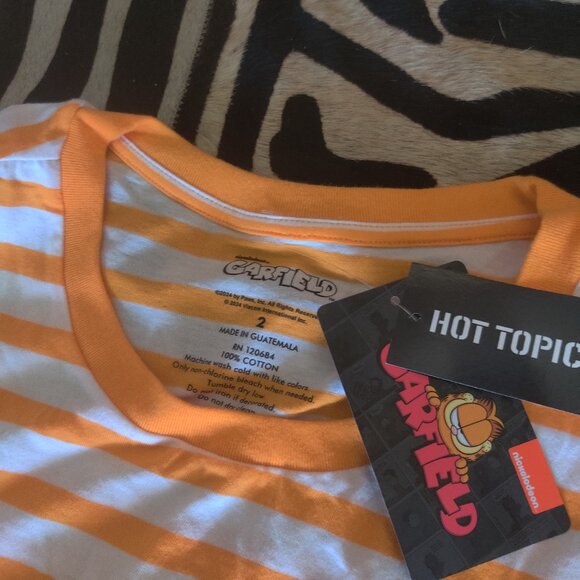 nickelodeon
GARFIELD
©2024 by Paws, Inc. All Rights Reserved.
© 2024 Viacom International Inc.
2
MADE IN GUATEMALA
RN 120684
100% COTTON
Machine wash cold with like colors.
Only non-chlorine bleach when needed.
Tumble dry low.
Do not iron if decorated.
Do not dry clean
HOT TOPIC
GARFIELD
nickelodeon